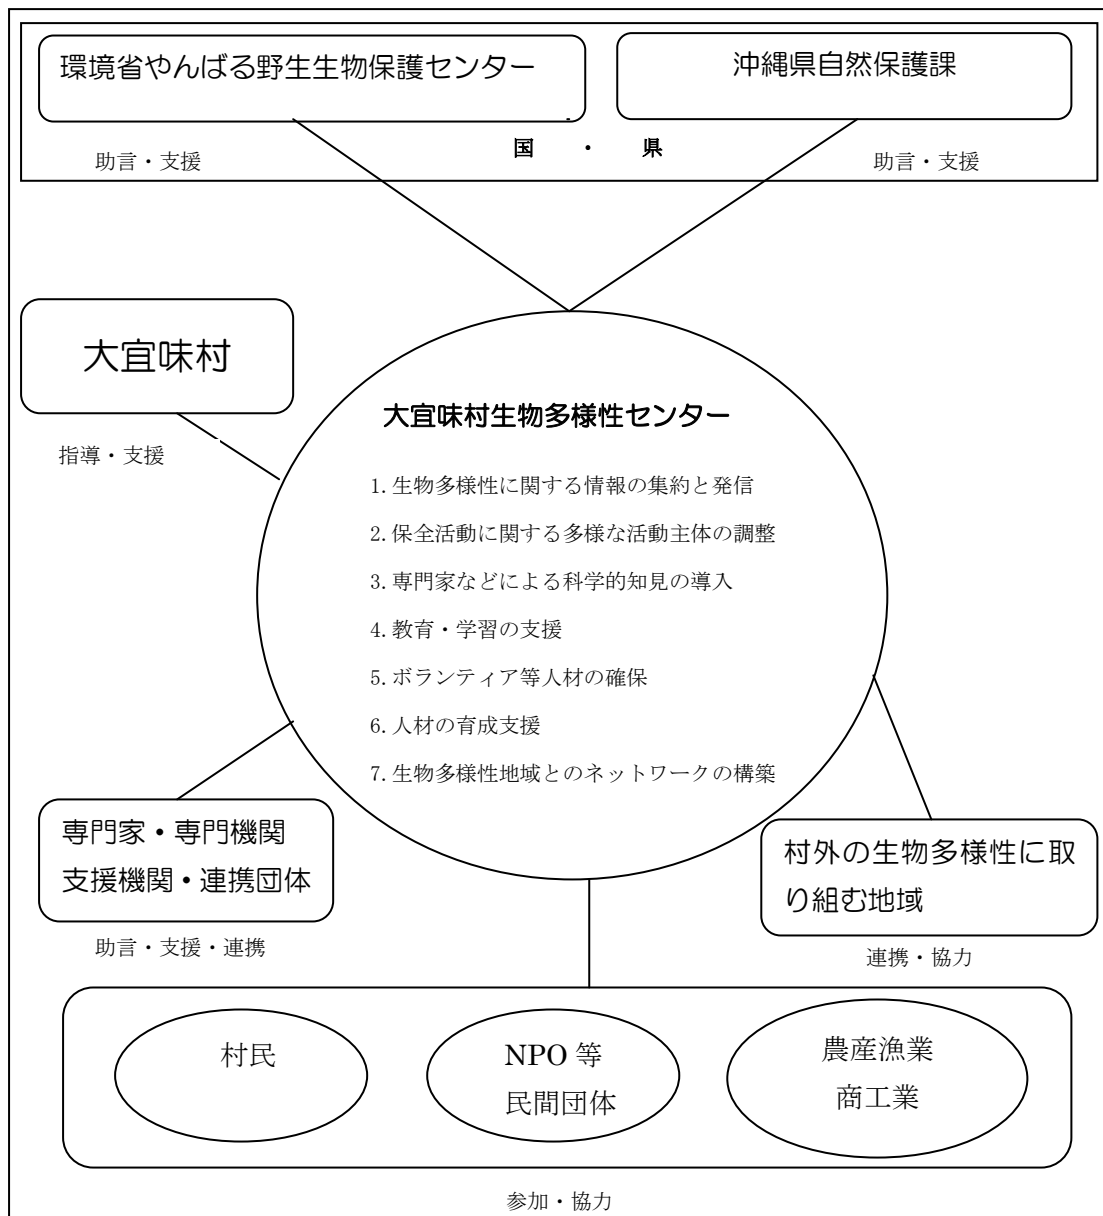 環境省やんばる野生生物保護センター
沖縄県自然保護課
助言・支援
国 ・ 県
助言・支援
大宜味村
指導・支援
大宜味村生物多様性センター
1. 生物多様性に関する情報の集約と発信
2. 保全活動に関する多様な活動主体の調整
3. 専門家などによる科学的知見の導入
4. 教育・学習の支援
5. ボランティア等人材の確保
6. 人材の育成支援
7. 生物多様性地域とのネットワークの構築
専門家・専門機関
支援機関・連携団体
助言・支援・連携
村外の生物多様性に取
り組む地域
連携・協力
村民
NPO 等
民間団体
農産漁業
商工業
参加・協力